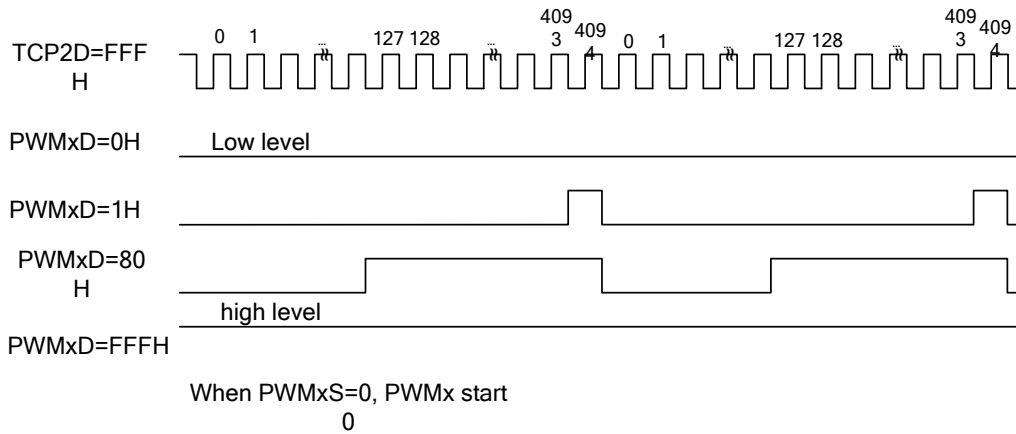 TCP2D=FFF
H
0 1 ... 127 128 ... 409
3 409
4 0 1 ... 127 128 ... 409
3 409
4
PWMxD=0H
Low level
PWMxD=1H
PWMxD=80
H
high level
PWMxD=FFFH
When PWMxS=0, PWMx start
0